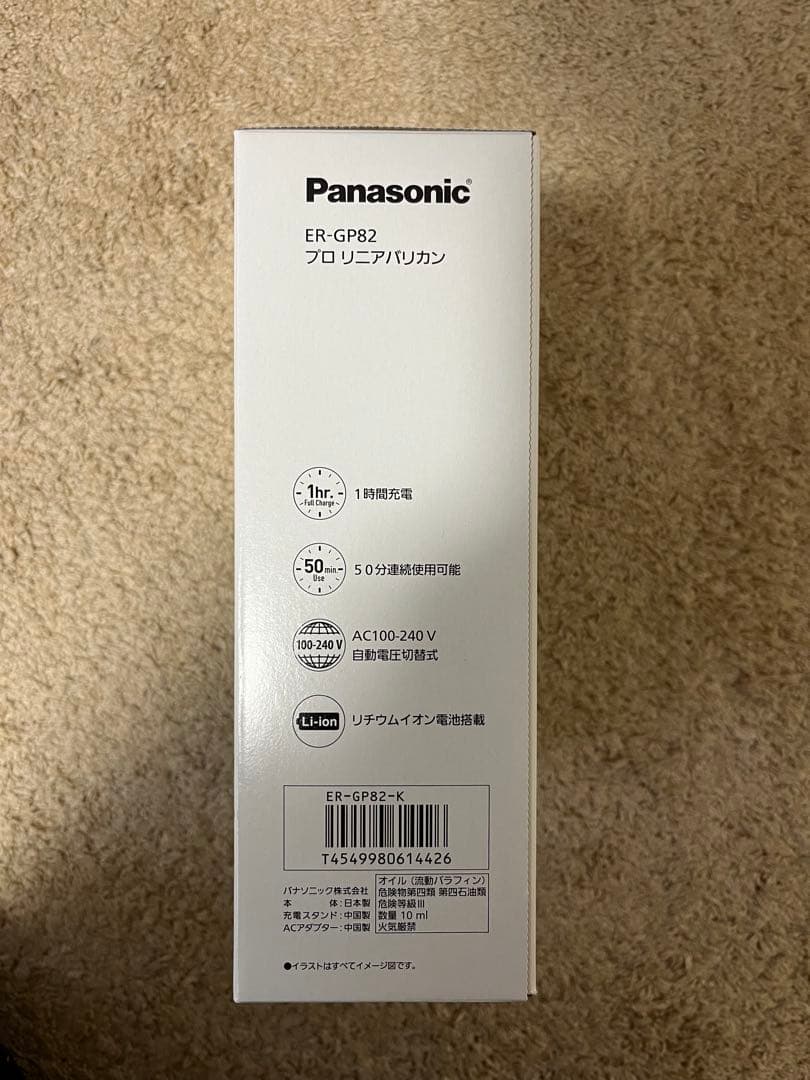 Panasonic®
ER-GP82
プロ リニアバリカン
1hr.
Full Charge
1時間充電
50 min.
Use
50分連続使用可能
100-240 V
AC100-240 V
自動電圧切替式
Li-ion
リチウムイオン電池搭載
ER-GP82-K
T4549980614426
パナソニック株式会社
本 体:日本製
充電スタンド:中国製
ACアダプター:中国製
オイル(流動パラフィン)
危険物第四類 第四石油類
危険等級Ⅲ
数量 10 ml
火気厳禁
●イラストはすべてイメージ図です。